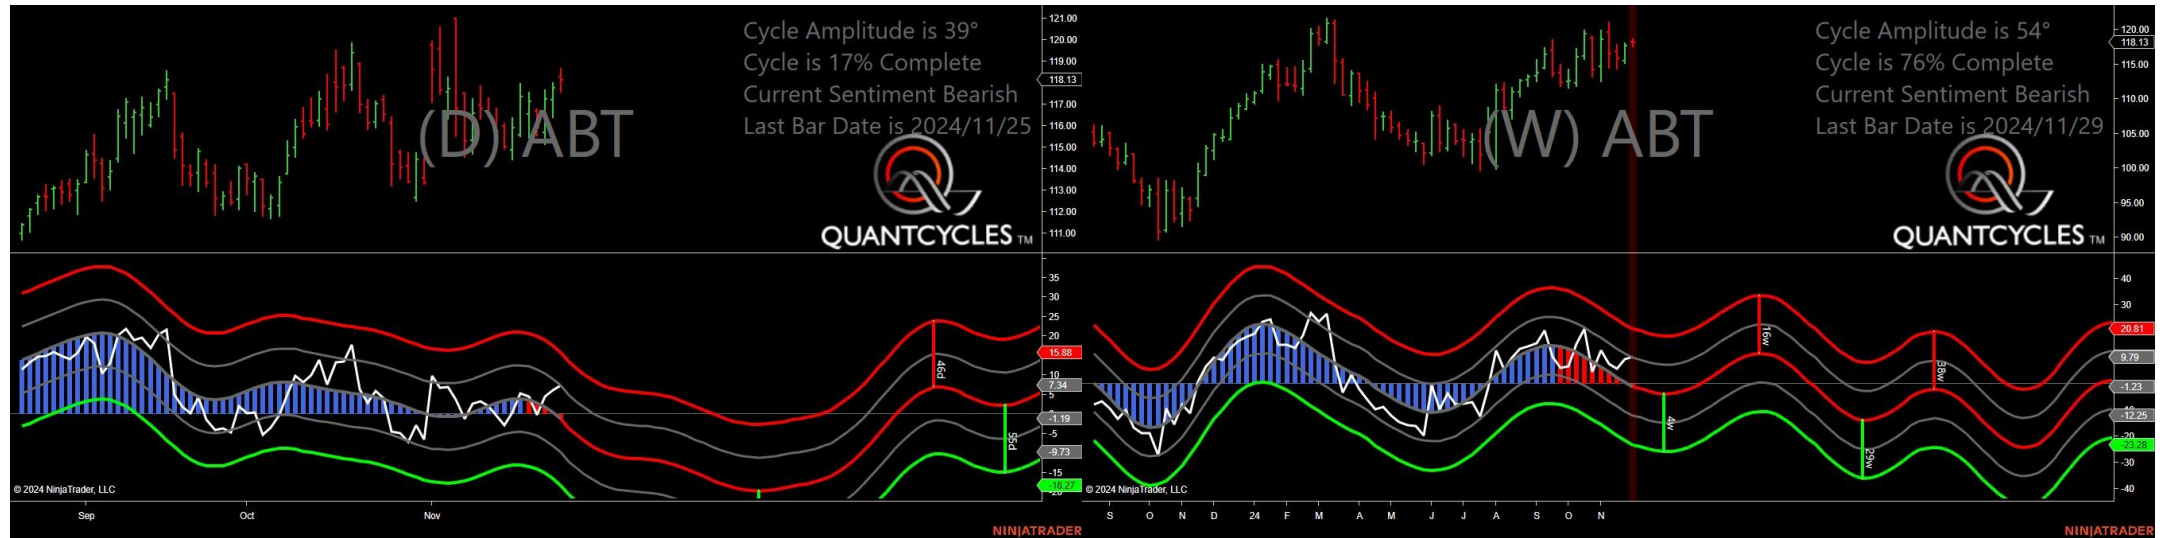 Cycle Amplitude is 39°
Cycle is 17% Complete
Current Sentiment Bearish
Last Bar Date is 2024/11/25
(D) ABT
QUANTCYCLES TM
121.00
120.00
119.00
118.13
117.00
116.00
115.00
114.00
113.00
112.00
111.00
35
30
25
20
15.88
10
7.34
5
-1.19
-5
-9.73
-15
-18.27
46d
55d
© 2024 NinjaTrader, LLC
Sep Oct Nov
NINJATRADER
Cycle Amplitude is 54°
Cycle is 76% Complete
Current Sentiment Bearish
Last Bar Date is 2024/11/29
(W) ABT
QUANTCYCLES TM
120.00
118.13
115.00
110.00
105.00
100.00
95.00
90.00
40
30
20.81
9.79
-1.23
-12.25
-20
-23.28
-30
-40
16w
4w
29w
© 2024 NinjaTrader, LLC
S O N D 24 F M A M J J A S O N
NINJATRADER